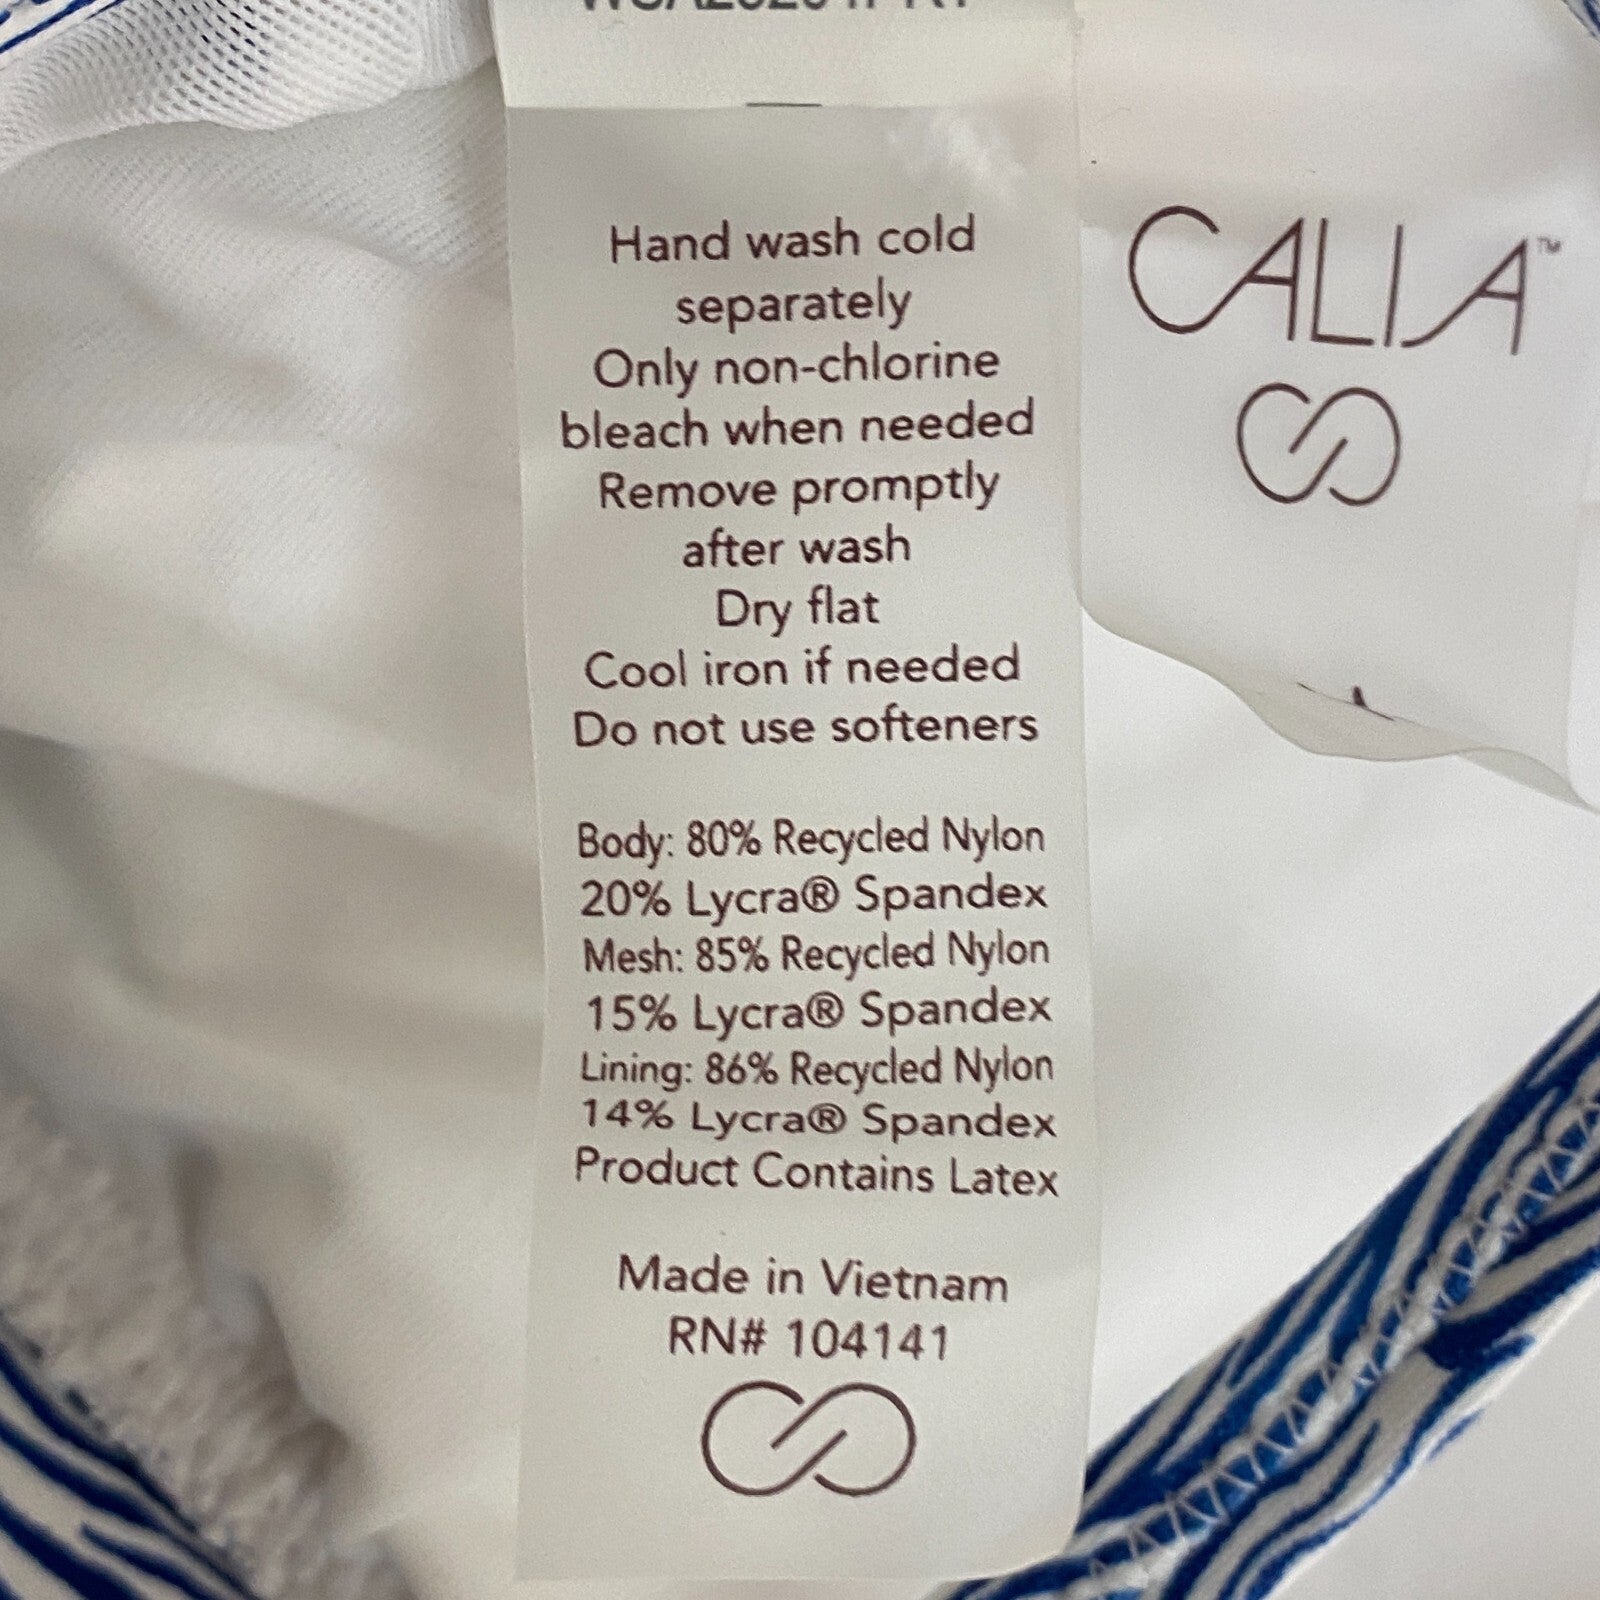 Hand wash cold
separately
Only non-chlorine
bleach when needed
Remove promptly
after wash
Dry flat
Cool iron if needed
Do not use softeners
Body: 80% Recycled Nylon
20% Lycra® Spandex
Mesh: 85% Recycled Nylon
15% Lycra® Spandex
Lining: 86% Recycled Nylon
14% Lycra® Spandex
Product Contains Latex
Made in Vietnam
RN# 104141
CALIA™